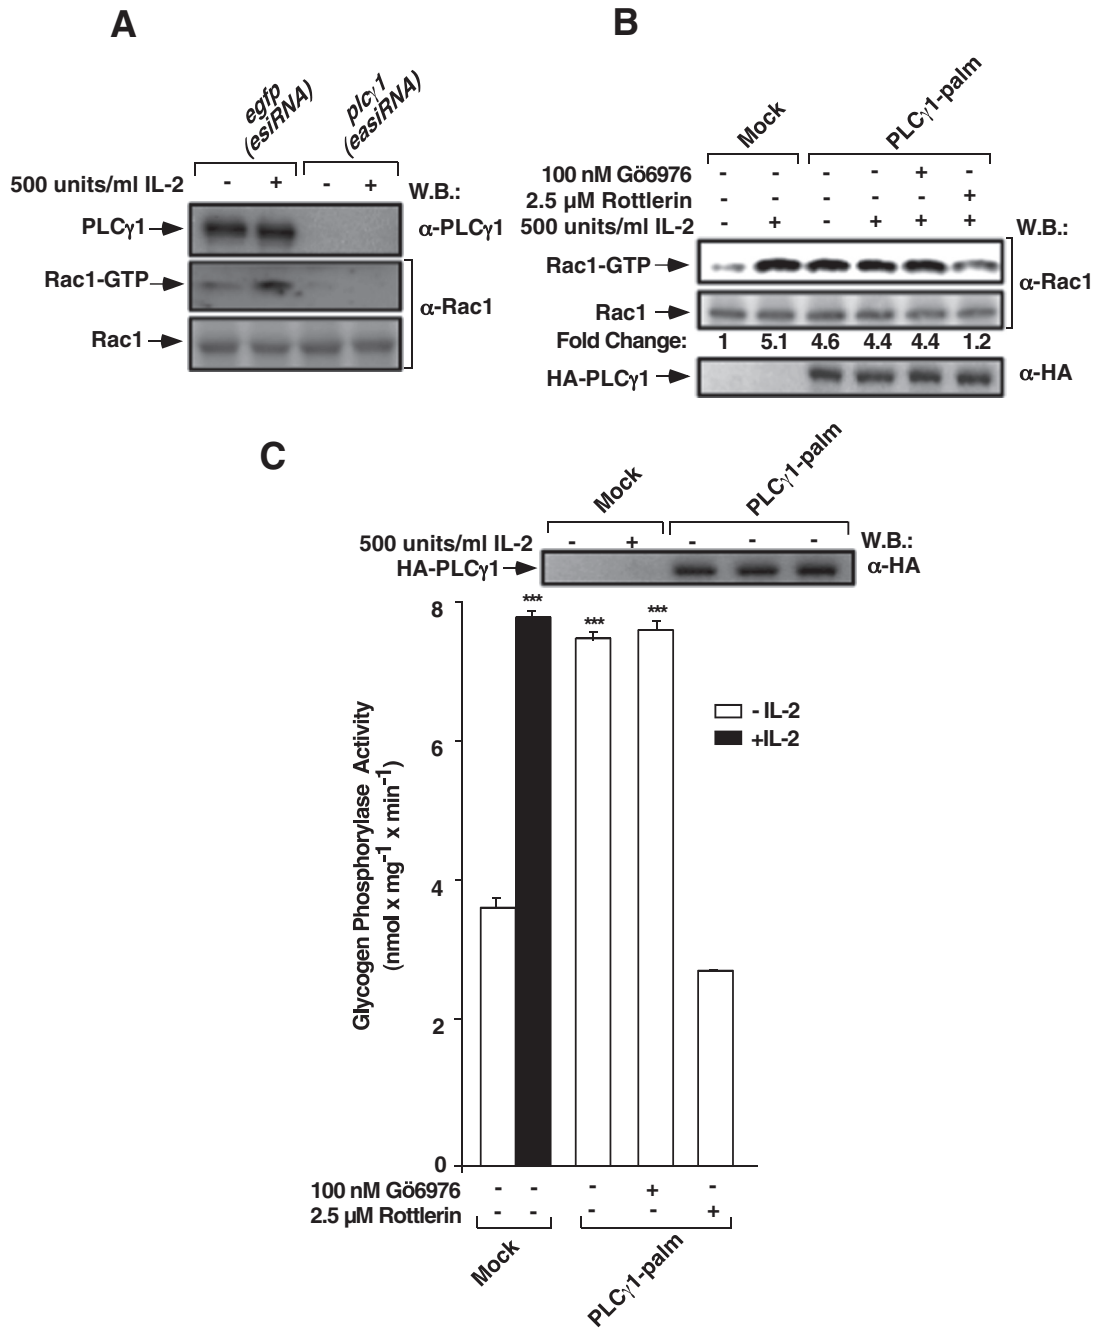 A
egfp
(esiRNA)
plcγ1
(easiRNA)
500 units/ml IL-2 - + - + W.B.:
PLCγ1 α-PLCγ1
Rac1-GTP
α-Rac1
Rac1
B
Mock
PLCγ1-palm
100 nM Gö6976 - - - - + -
2.5 µM Rottlerin - - - - - +
500 units/ml IL-2 - + - + + + W.B.:
Rac1-GTP
α-Rac1
Rac1
Fold Change: 1 5.1 4.6 4.4 4.4 1.2
HA-PLCγ1 α-HA
C
Mock
PLCγ1-palm
500 units/ml IL-2 - + - - - W.B.:
HA-PLCγ1 α-HA
8
6
4
2
0
Glycogen Phosphorylase Activity
(nmol x mg⁻¹ x min⁻¹)
*** *** ***
- IL-2
+IL-2
100 nM Gö6976 - - - + -
2.5 µM Rottlerin - - - - +
Mock
PLCγ1-palm